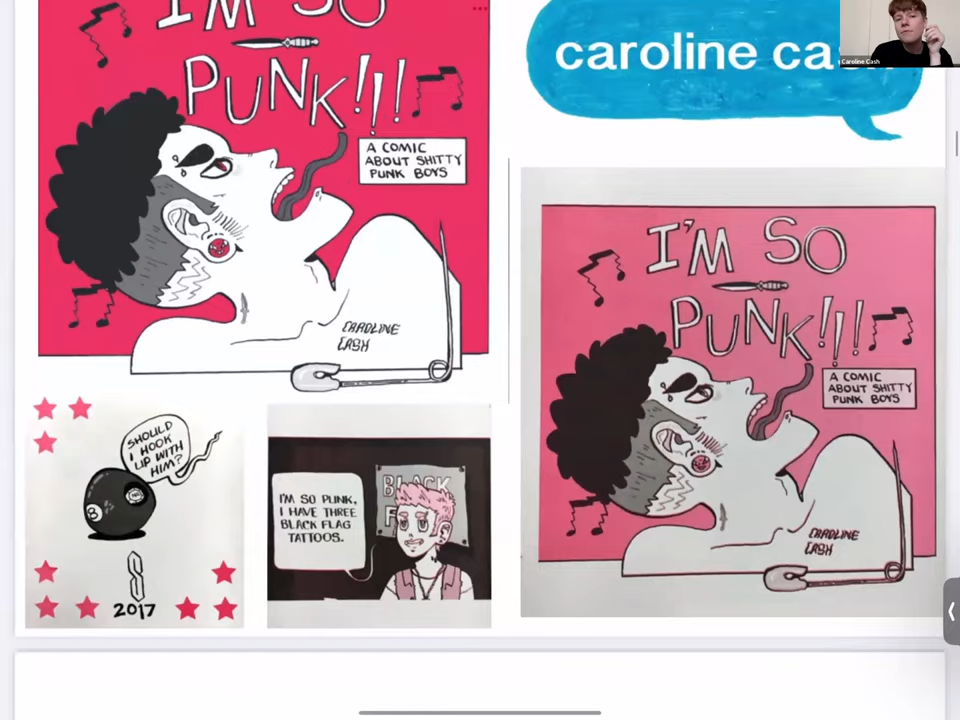 I'M SO
PUNK!!!
A COMIC
ABOUT SHITTY
PUNK BOYS
CAROLINE
CASH
caroline ca
Caroline Cash
I'M SO
PUNK!!!
A COMIC
ABOUT SHITTY
PUNK BOYS
CAROLINE
CASH
SHOULD
I HOOK
UP WITH
HIM?
8
2017
I'M SO PUNK,
I HAVE THREE
BLACK FLAG
TATTOOS.
BLACK
F